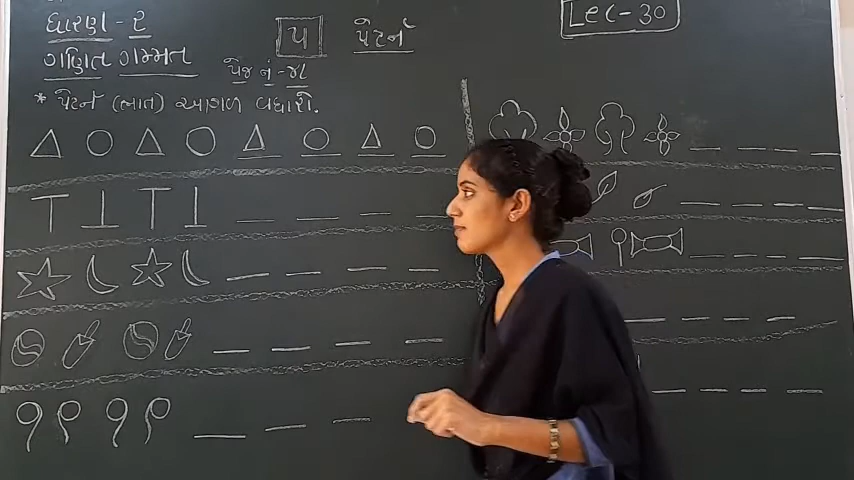 ધોરણ - ૨
ગણિત ગમ્મત
૫
પેટર્ન
Lec - 30
પેજ નં - ૪૮
* પેટર્ન (ભાત) આગળ વધારો.